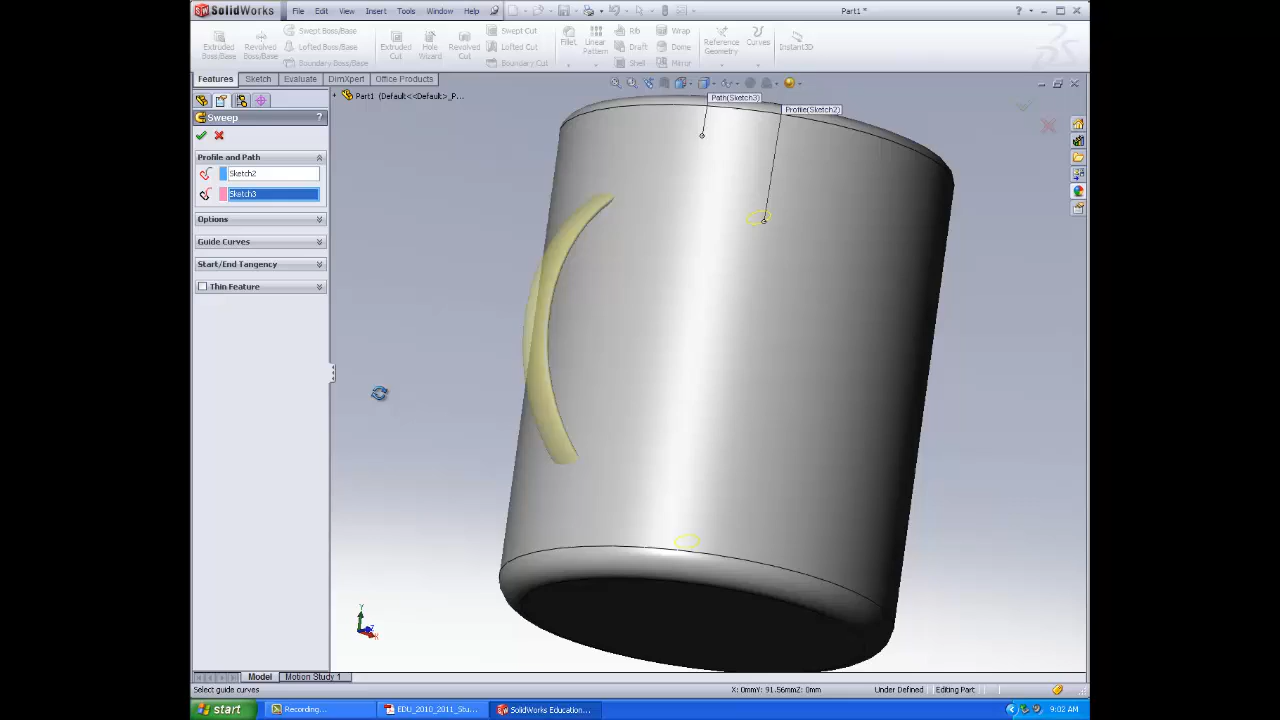 SolidWorks File Edit View Insert Tools Window Help Part1 *
Extruded Boss/Base Revolved Boss/Base Swept Boss/Base Lofted Boss/Base Boundary Boss/Base Extruded Cut Hole Wizard Revolved Cut Swept Cut Lofted Cut Boundary Cut Fillet Linear Pattern Rib Draft Shell Wrap Dome Mirror Reference Geometry Curves Instant3D
Features Sketch Evaluate DimXpert Office Products
Part1 (Default<<Default>_P...
Path(Sketch3)
Profile(Sketch2)
Sweep ?
Profile and Path
Sketch2
Sketch3
Options
Guide Curves
Start/End Tangency
Thin Feature
Y
Z
X
Model Motion Study 1
Select guide curves X: 0mmY: 91.56mmZ: 0mm Under Defined Editing Part
start Recording... EDU_2010_2011_Stu... SolidWorks Education... 9:02 AM